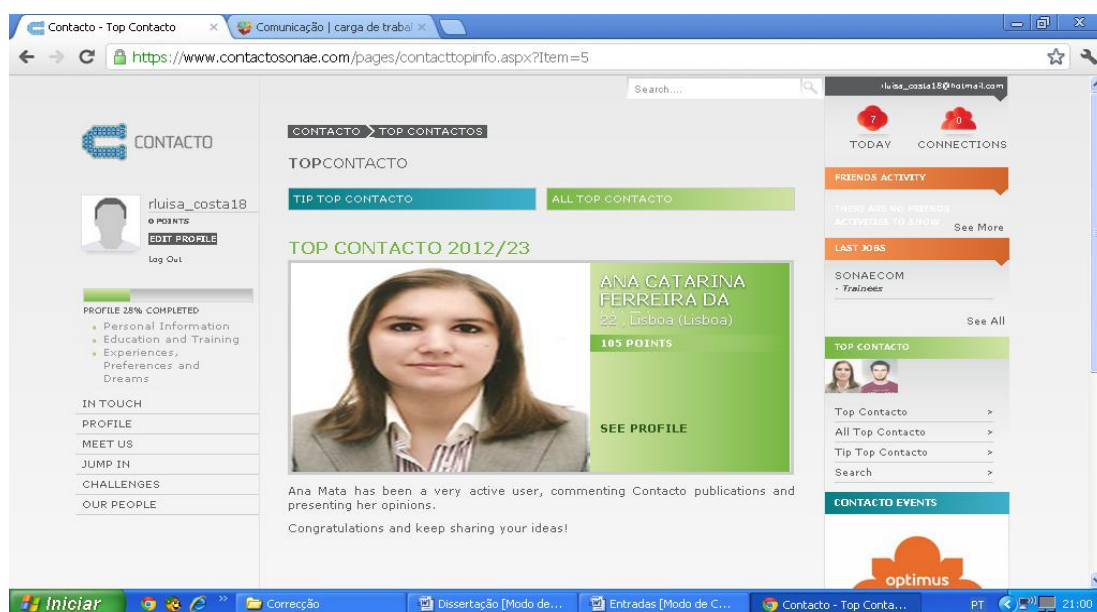 Contacto - Top Contacto
Comunicação | carga de trabal
https://www.contactosonae.com/pages/contacttopinfo.aspx?Item=5
Search....
rluisa_costa18@hotmail.com
CONTACTO
CONTACTO TOP CONTACTOS
7
0
TODAY CONNECTIONS
TOPCONTACTO
FRIENDS ACTIVITY
TIP TOP CONTACTO
ALL TOP CONTACTO
rluisa_costa18
0 POINTS
EDIT PROFILE
Log Out
THERE ARE NO FRIENDS
ACTIVITIES TO SHOW
See More
TOP CONTACTO 2012/23
LAST JOBS
SONAECOM
- Trainees
See All
ANA CATARINA
FERREIRA DA
22 , Lisboa (Lisboa)
105 POINTS
SEE PROFILE
PROFILE 28% COMPLETED
Personal Information
Education and Training
Experiences,
Preferences and
Dreams
TOP CONTACTO
IN TOUCH
PROFILE
MEET US
JUMP IN
CHALLENGES
OUR PEOPLE
Top Contacto >
All Top Contacto >
Tip Top Contacto >
Search >
Ana Mata has been a very active user, commenting Contacto publications and
presenting her opinions.
Congratulations and keep sharing your ideas!
CONTACTO EVENTS
optimus
Iniciar
Correcção
Dissertação [Modo de...
Entradas [Modo de C...
Contacto - Top Conta...
PT
21:00